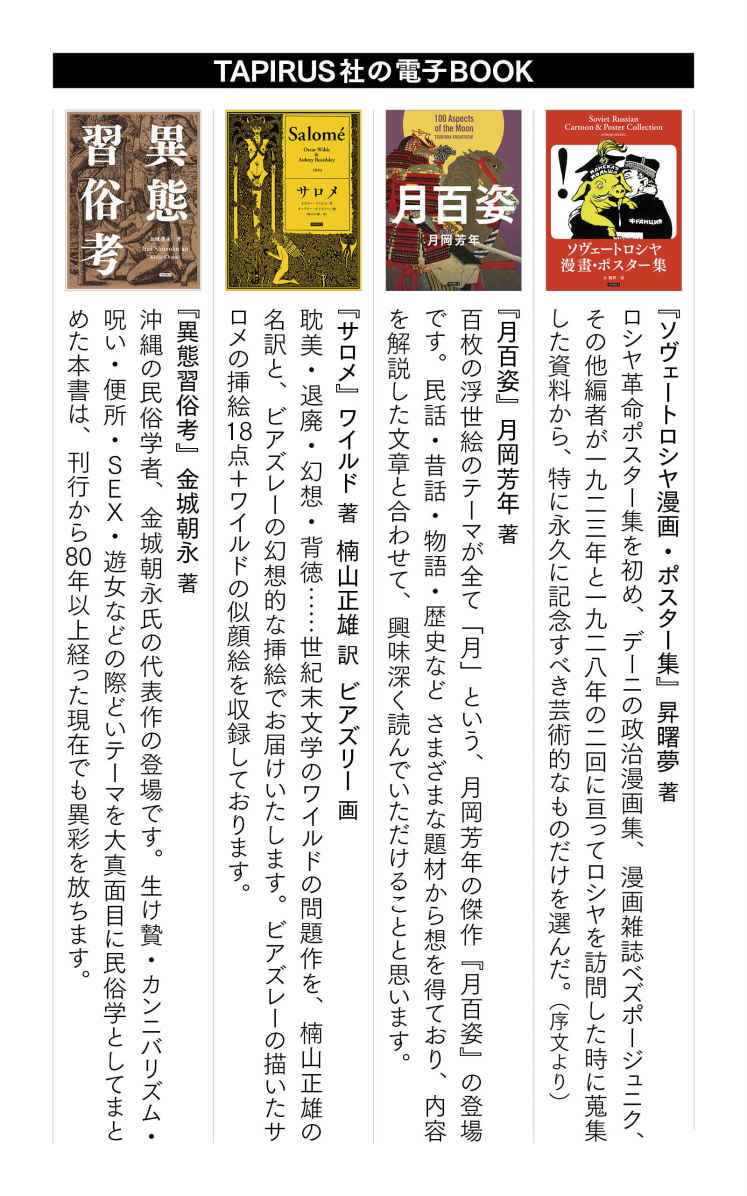 TAPIRUS社の電子BOOK
Soviet Russian
Cartoon & Poster Collection
!
ПАНСКАЯ
ПОЛЬША
ФРАНЦИЯ
ソヴェートロシヤ
漫畫・ポスター集
『ソヴェートロシヤ漫画・ポスター集』 昇曙夢 著
ロシヤ革命ポスター集を初め、デーニの政治漫画集、漫画雑誌ベズポージュニク、
その他編者が一九二三年と一九二八年の二回に亘ってロシヤを訪問した時に蒐集
した資料から、特に永久に記念すべき芸術的なものだけを選んだ。（序文より）
100 Aspects
of the Moon
TSUKIOKA YOSHITOSHI
月百姿
月岡芳年
『月百姿』 月岡芳年 著
百枚の浮世絵のテーマが全て「月」という、月岡芳年の傑作『月百姿』の登場
です。民話・昔話・物語・歴史など さまざまな題材から想を得ており、内容
を解説した文章と合わせて、興味深く読んでいただけることと思います。
Salomé
Oscar Wilde
&
Aubrey Beardsley
サロメ
『サロメ』 ワイルド 著 楠山正雄 訳 ビアズリー 画
耽美・退廃・幻想・背徳……世紀末文学のワイルドの問題作を、楠山正雄の
名訳と、ビアズレーの幻想的な挿絵でお届けいたします。ビアズレーの描いたサ
ロメの挿絵18点＋ワイルドの似顔絵を収録しております。
異態
習俗考
金城朝永 著
『異態習俗考』 金城朝永 著
沖縄の民俗学者、金城朝永氏の代表作の登場です。生け贄・カンニバリズム・
呪い・便所・SEX・遊女などの際どいテーマを大真面目に民俗学としてまと
めた本書は、刊行から80年以上経った現在でも異彩を放ちます。